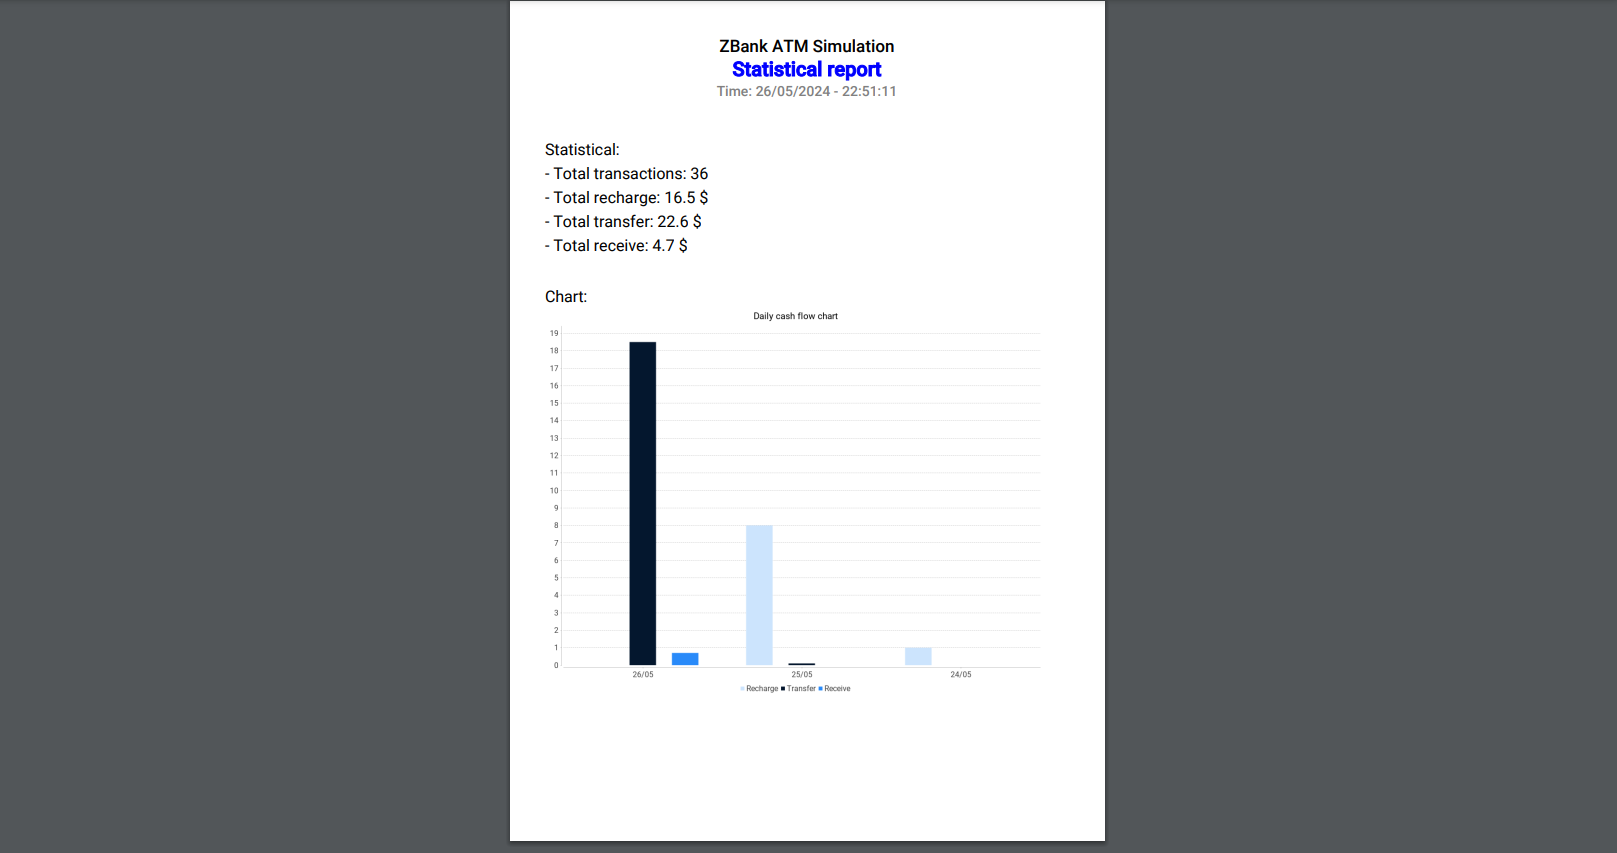 ZBank ATM Simulation
Statistical report
Time: 26/05/2024 - 22:51:11
Statistical:
- Total transactions: 36
- Total recharge: 16.5 $
- Total transfer: 22.6 $
- Total receive: 4.7 $
Chart:
Daily cash flow chart
19
18
17
16
15
14
13
12
11
10
9
8
7
6
5
4
3
2
1
0
26/05 25/05 24/05
Recharge Transfer Receive